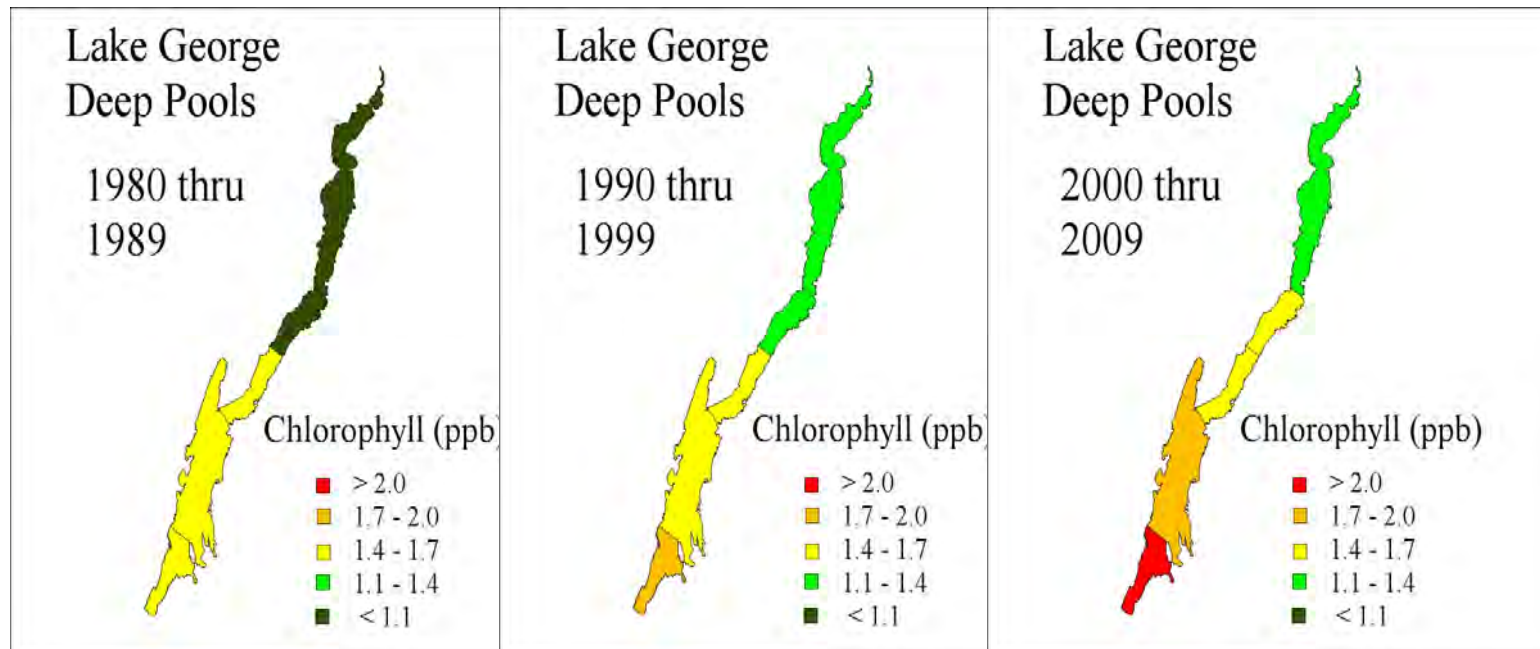 Lake George
Deep Pools
1980 thru
1989
Chlorophyll (ppb)
> 2.0
1.7 - 2.0
1.4 - 1.7
1.1 - 1.4
< 1.1
Lake George
Deep Pools
1990 thru
1999
Chlorophyll (ppb)
> 2.0
1.7 - 2.0
1.4 - 1.7
1.1 - 1.4
< 1.1
Lake George
Deep Pools
2000 thru
2009
Chlorophyll (ppb)
> 2.0
1.7 - 2.0
1.4 - 1.7
1.1 - 1.4
< 1.1